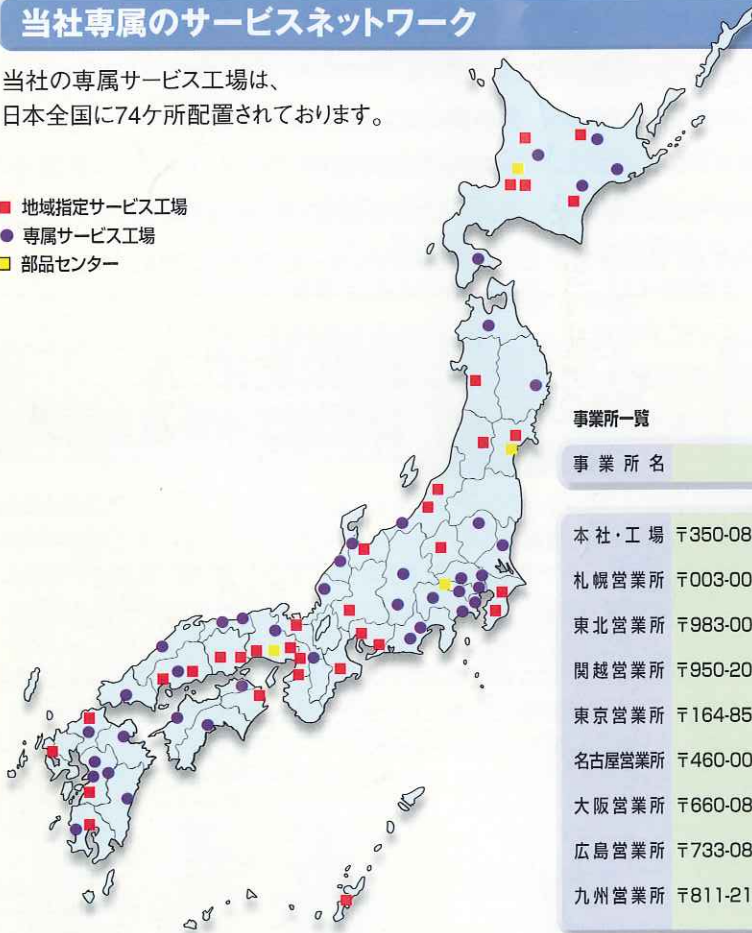 当社専属のサービスネットワーク
当社の専属サービス工場は、
日本全国に74ケ所配置されております。
地域指定サービス工場
専属サービス工場
部品センター
事業所一覧
事業所名
本社・工場 〒350-08
札幌営業所 〒003-00
東北営業所 〒983-00
関越営業所 〒950-20
東京営業所 〒164-85
名古屋営業所 〒460-00
大阪営業所 〒660-08
広島営業所 〒733-08
九州営業所 〒811-21